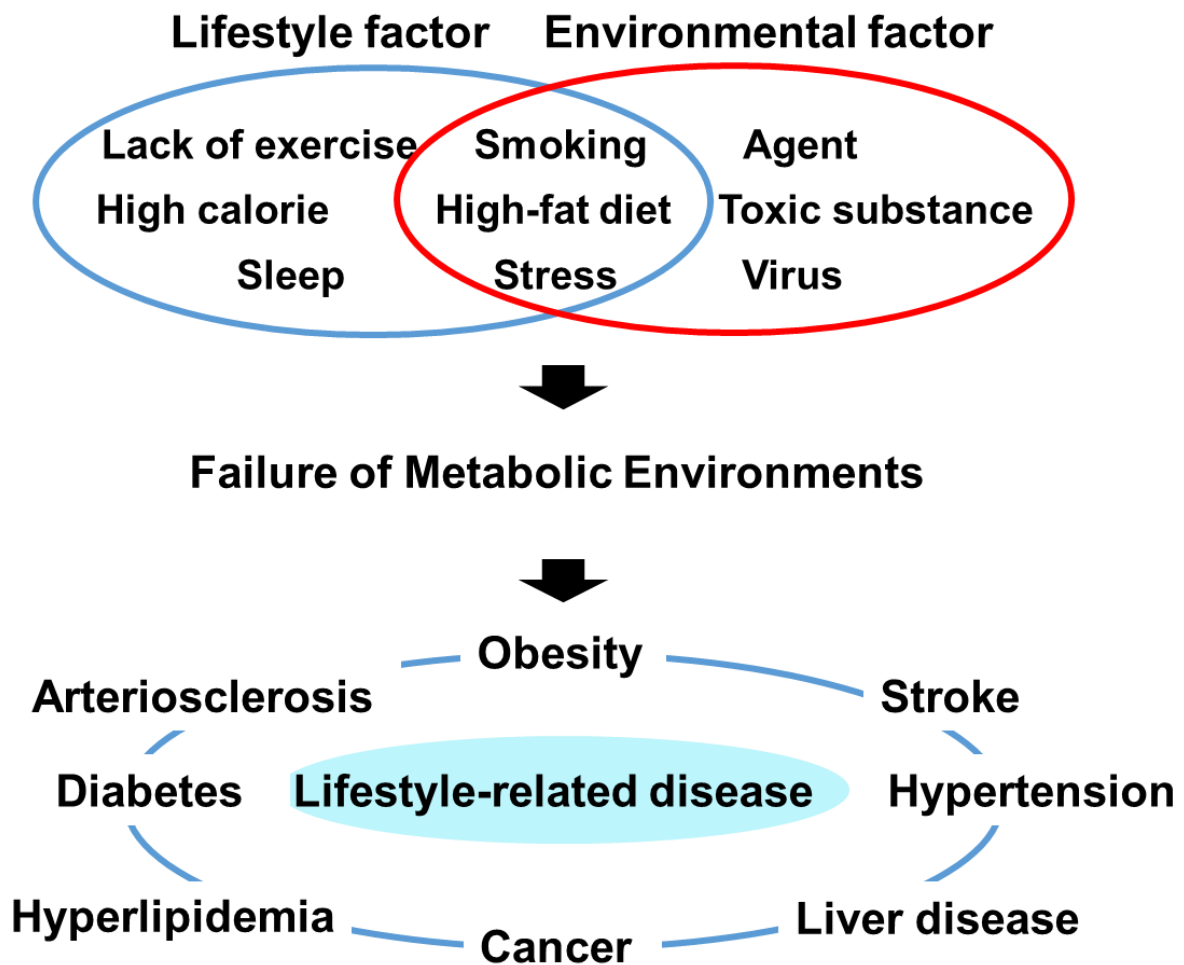 Lifestyle factor Environmental factor
Lack of exercise Smoking Agent
High calorie High-fat diet Toxic substance
Sleep Stress Virus
Failure of Metabolic Environments
Obesity
Arteriosclerosis Stroke
Diabetes Lifestyle-related disease Hypertension
Hyperlipidemia Liver disease
Cancer